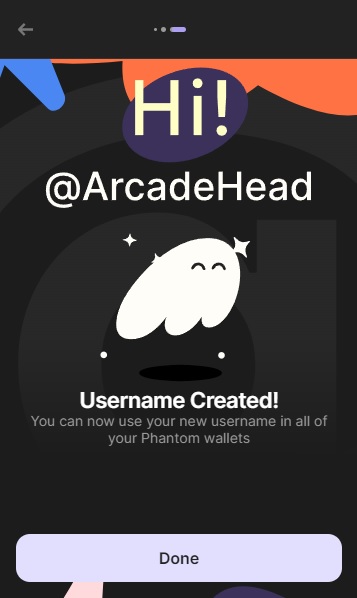 Hi!
@ArcadeHead
Username Created!
You can now use your new username in all of
your Phantom wallets
Done